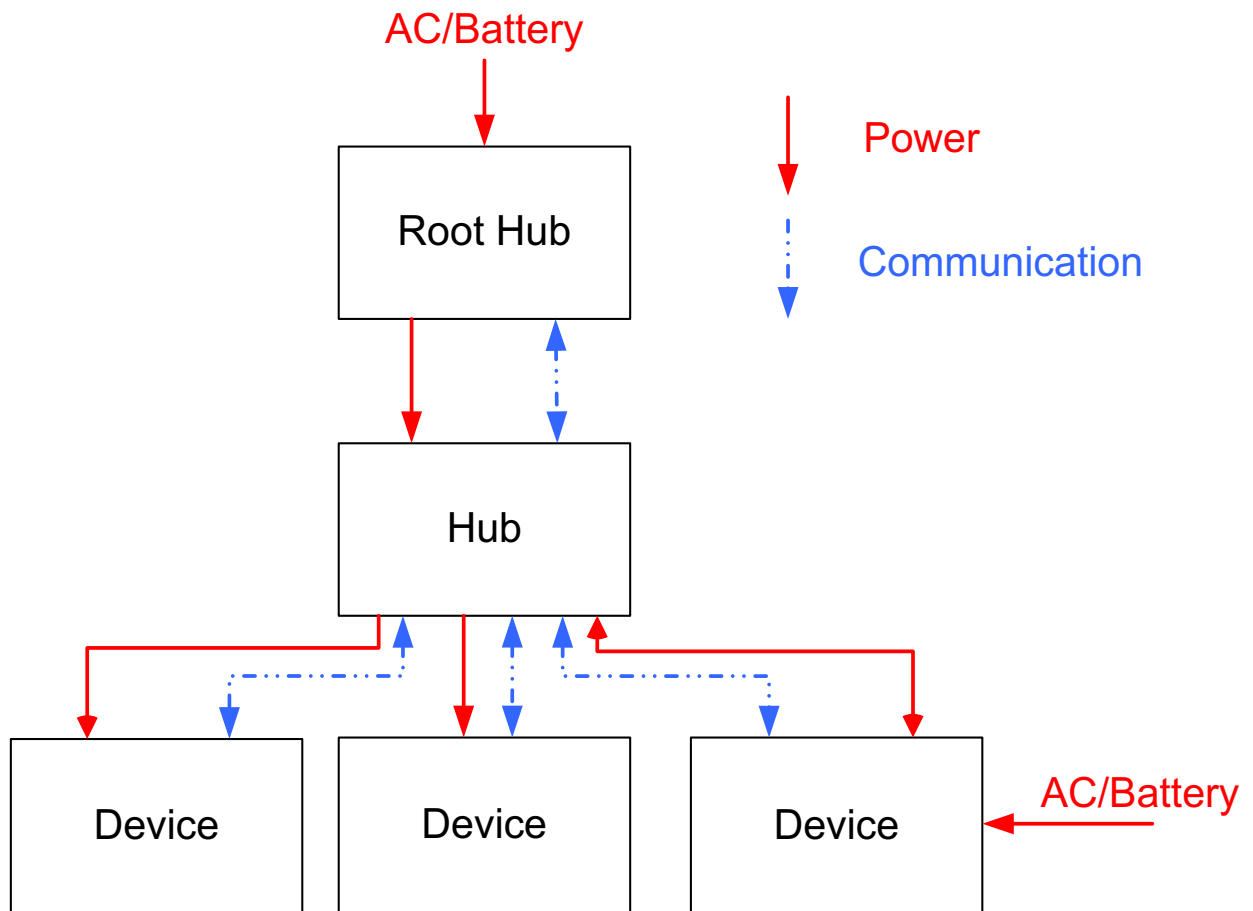 AC/Battery
Power
Root Hub
Communication
Hub
Device
Device
Device
AC/Battery